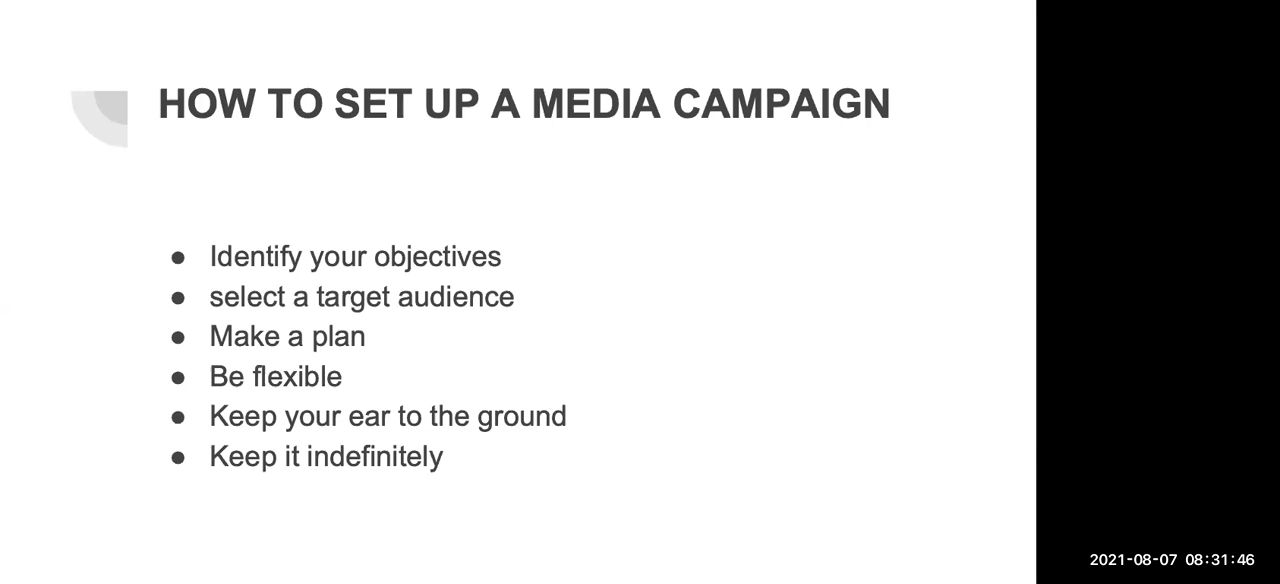 HOW TO SET UP A MEDIA CAMPAIGN
● Identify your objectives
● select a target audience
● Make a plan
● Be flexible
● Keep your ear to the ground
● Keep it indefinitely
2021-08-07 08:31:46